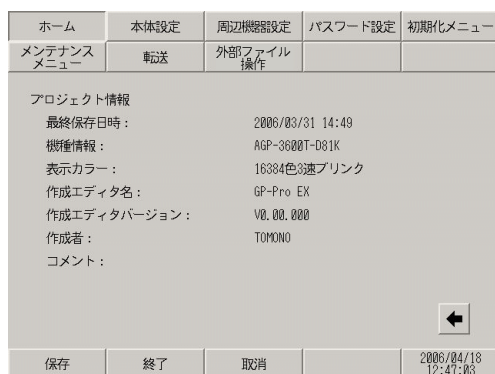 ホーム 本体設定 周辺機器設定 パスワード設定 初期化メニュー
メンテナンス
メニュー
転送
外部ファイル
操作
プロジェクト情報
最終保存日時： 2006/03/31 14:49
機種情報： AGP-3600T-D81K
表示カラー： 16384色3速ブリンク
作成エディタ名： GP-Pro EX
作成エディタバージョン： V0.00.000
作成者： TOMONO
コメント：
保存 終了 取消
2006/04/18
12:47:03